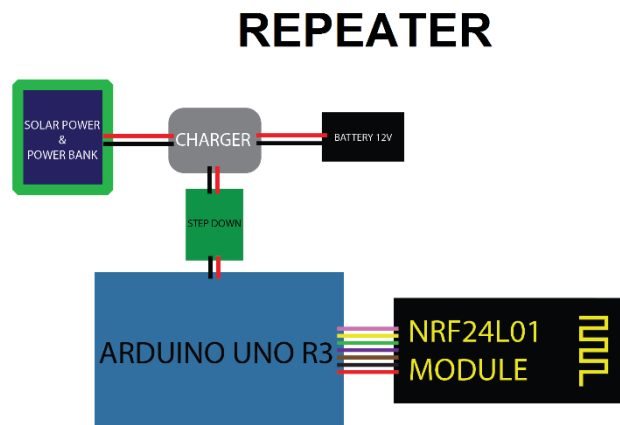 REPEATER
SOLAR POWER
&
POWER BANK
CHARGER
BATTERY 12V
STEP DOWN
ARDUINO UNO R3
NRF24L01
MODULE